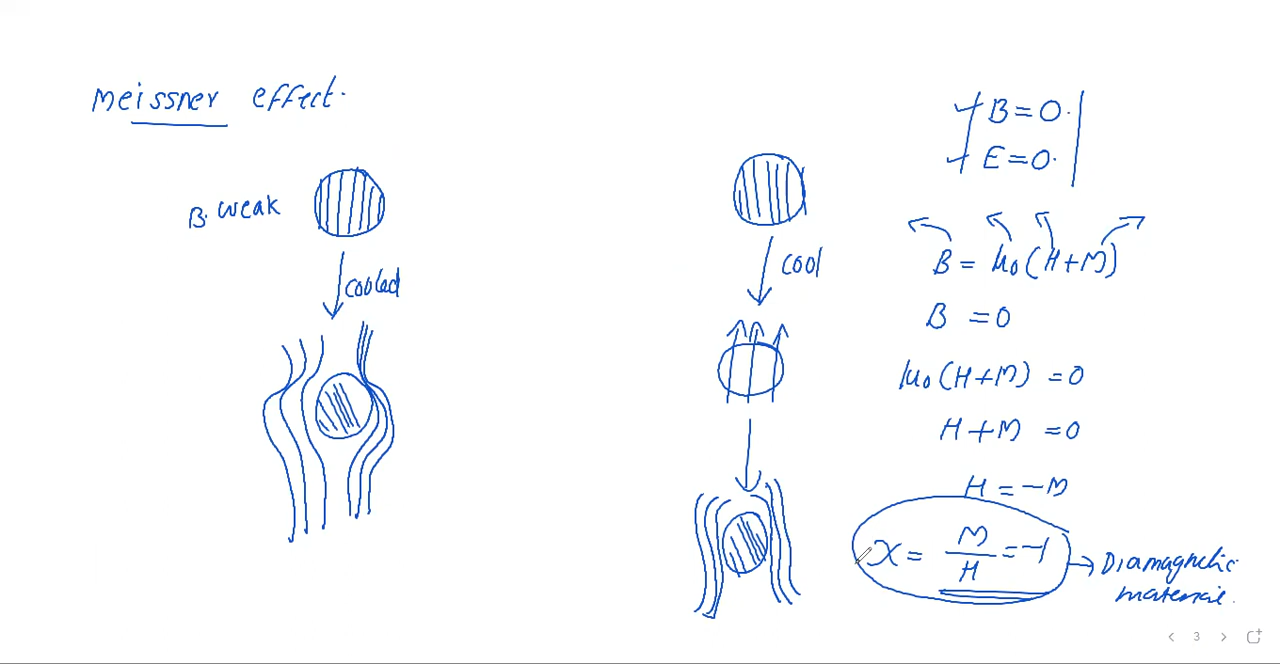 Meissner effect.
B. weak
cooled
cool
B = 0.
E = 0.
B = μ₀(H+M)
B = 0
μ₀(H+M) = 0
H+M = 0
H = -M
χ = M/H = -1 → Diamagnetic
material.
3